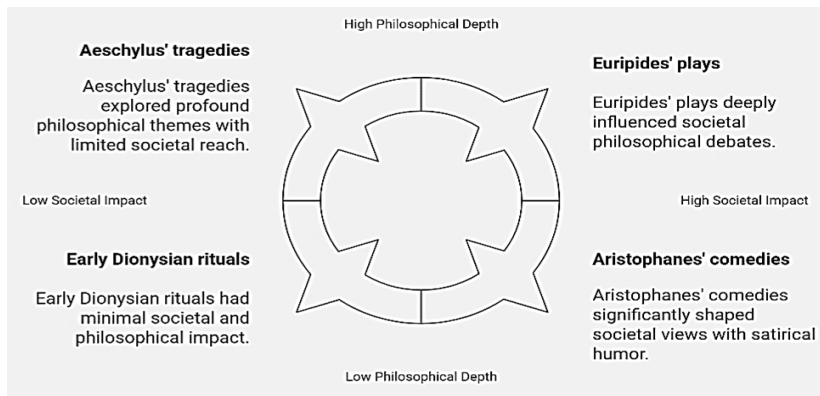 High Philosophical Depth
Aeschylus' tragedies
Aeschylus' tragedies
explored profound
philosophical themes with
limited societal reach.
Euripides' plays
Euripides' plays deeply
influenced societal
philosophical debates.
Low Societal Impact
High Societal Impact
Early Dionysian rituals
Early Dionysian rituals had
minimal societal and
philosophical impact.
Aristophanes' comedies
Aristophanes' comedies
significantly shaped
societal views with satirical
humor.
Low Philosophical Depth